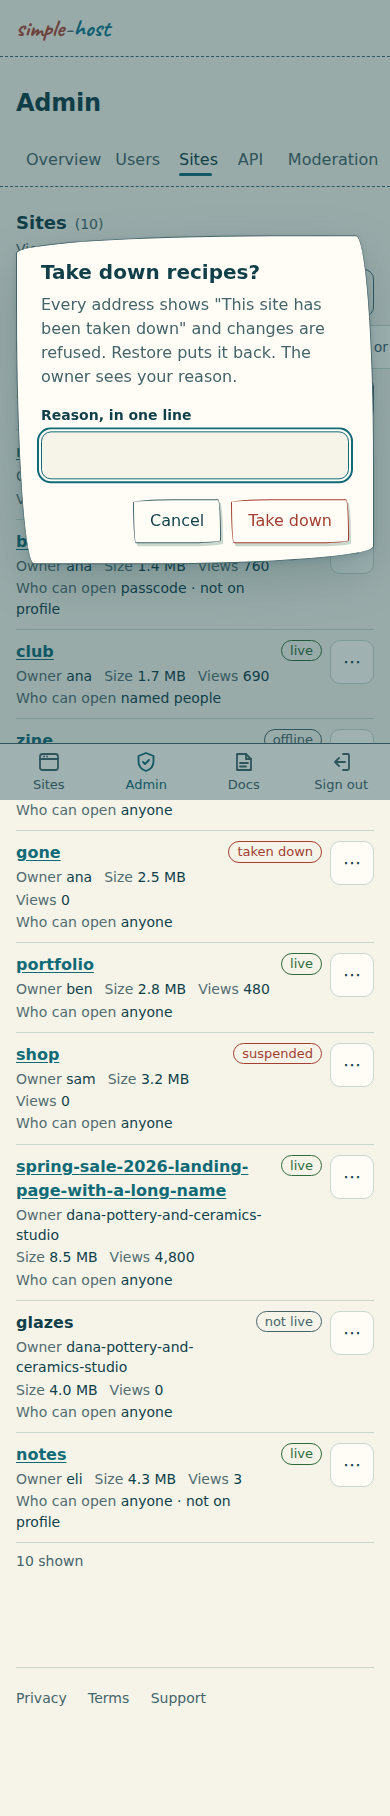 simple-host
Admin
Overview Users Sites API Moderation
Sites (10)
Take down recipes?
Every address shows "This site has
been taken down" and changes are
refused. Restore puts it back. The
owner sees your reason.
or
Reason, in one line
Cancel Take down
Owner ana Size 1.4 MB Views 760
Who can open passcode · not on
profile
club live ...
Owner ana Size 1.7 MB Views 690
Who can open named people
zine offline
Sites Admin Docs Sign out
Who can open anyone
gone taken down ...
Owner ana Size 2.5 MB
Views 0
Who can open anyone
portfolio live ...
Owner ben Size 2.8 MB Views 480
Who can open anyone
shop suspended ...
Owner sam Size 3.2 MB
Views 0
Who can open anyone
spring-sale-2026-landing- live ...
page-with-a-long-name
Owner dana-pottery-and-ceramics-
studio
Size 8.5 MB Views 4,800
Who can open anyone
glazes not live ...
Owner dana-pottery-and-
ceramics-studio
Size 4.0 MB Views 0
Who can open anyone
notes live ...
Owner eli Size 4.3 MB Views 3
Who can open anyone · not on
profile
10 shown
Privacy Terms Support